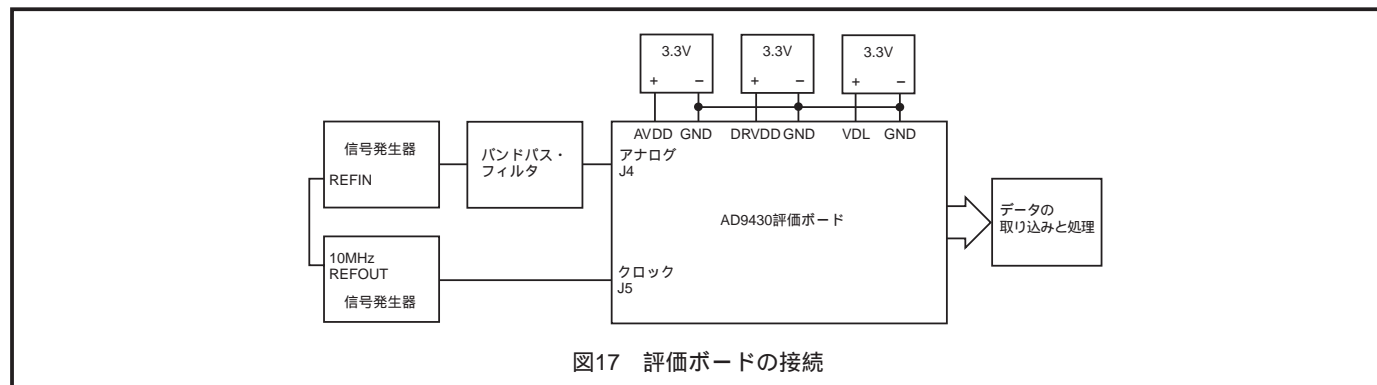 3.3V
+ −
3.3V
+ −
3.3V
+ −
AVDD GND DRVDD GND VDL GND
信号発生器
REFIN
バンドパス・
フィルタ
アナログ
J4
AD9430評価ボード
データの
取り込みと処理
10MHz
REFOUT
信号発生器
クロック
J5
図17 評価ボードの接続